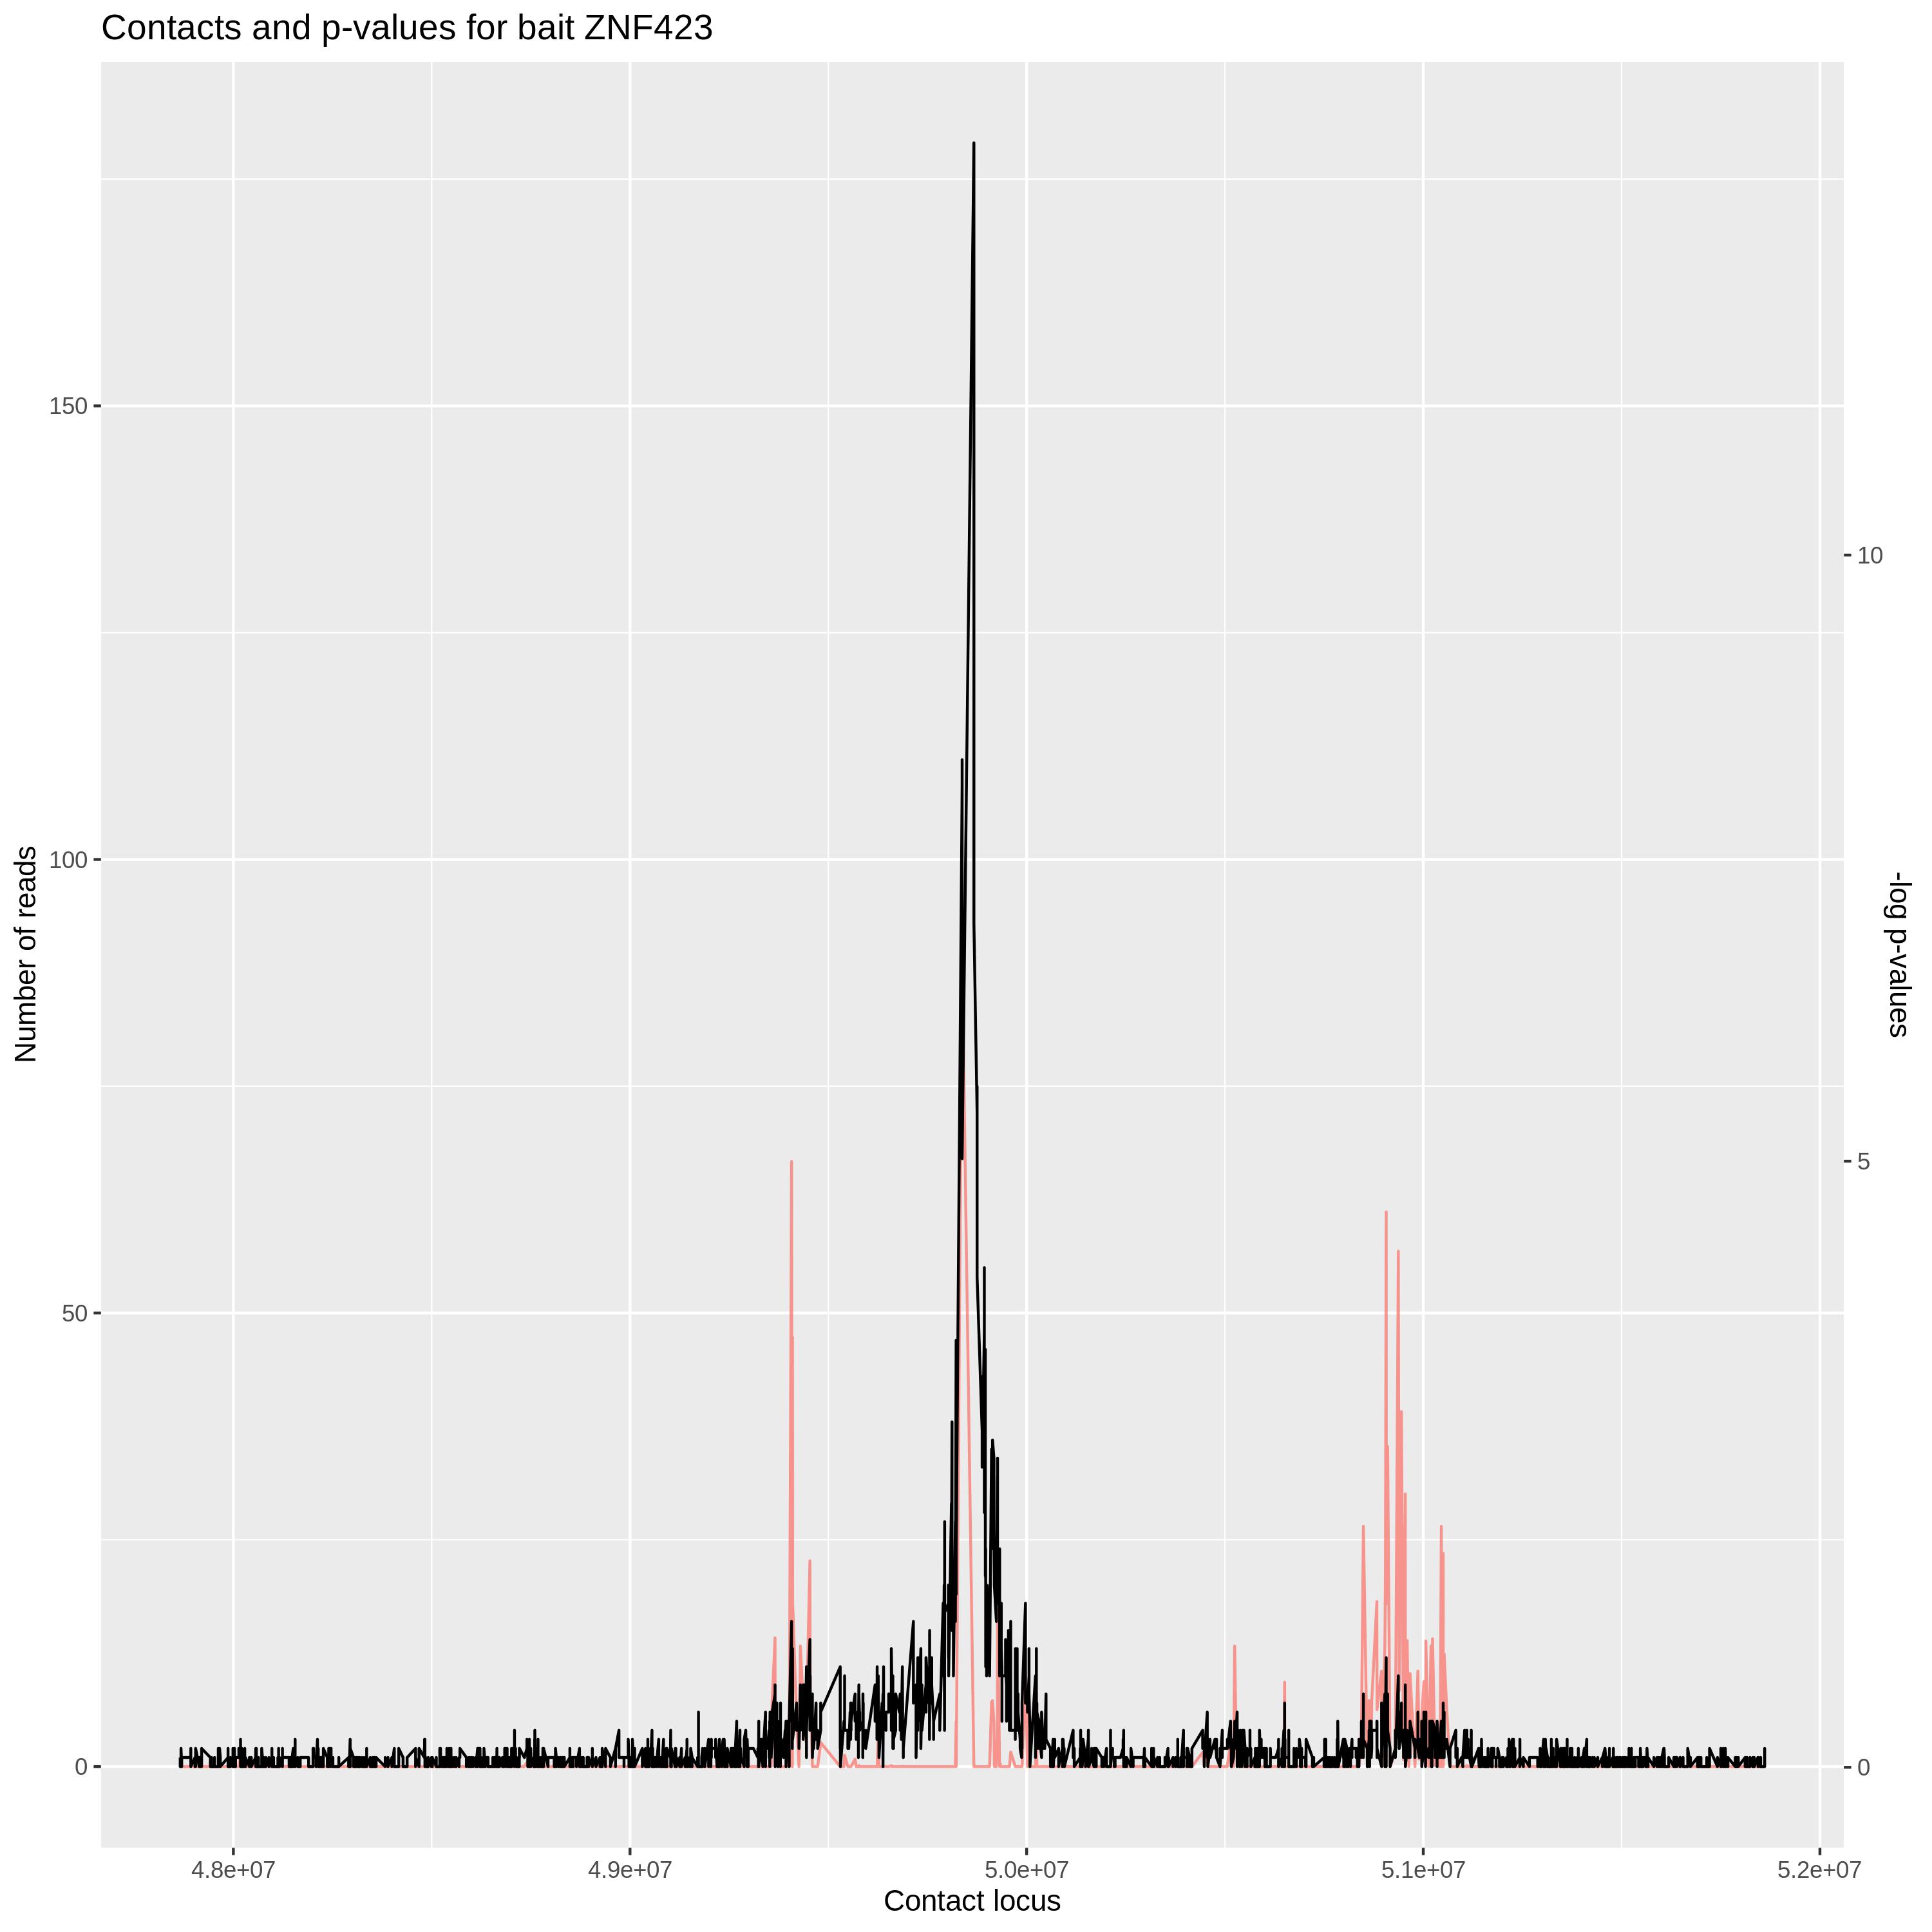 Contacts and p-values for bait ZNF423
150
100
50
0
Number of reads
10
5
0
-log p-values
4.8e+07
4.9e+07
5.0e+07
5.1e+07
5.2e+07
Contact locus